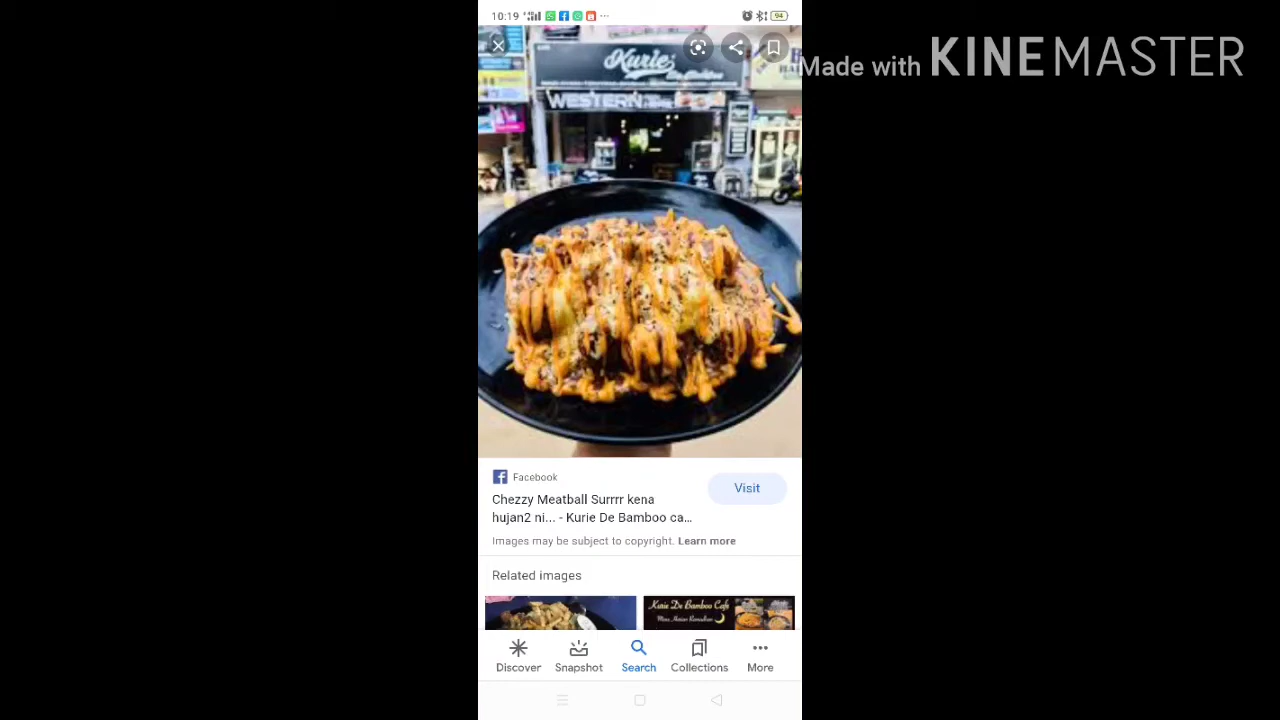 10:19
94
Made with KINEMASTER
Kurie
WESTERN
Facebook
Chezzy Meatball Surrrr kena
hujan2 ni... - Kurie De Bamboo ca...
Visit
Images may be subject to copyright. Learn more
Related images
Kurie De Bamboo Cafe
Discover
Snapshot
Search
Collections
More